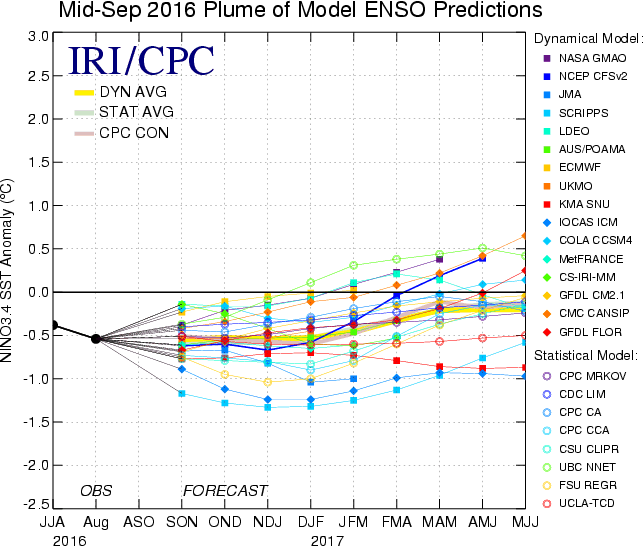 Mid-Sep 2016 Plume of Model ENSO Predictions
IRI/CPC
DYN AVG
STAT AVG
CPC CON
NINO3.4 SST Anomaly (ºC)
3.0
2.5
2.0
1.5
1.0
0.5
0.0
-0.5
-1.0
-1.5
-2.0
-2.5
OBS FORECAST
JJA Aug ASO SON OND NDJ DJF JFM FMA MAM AMJ MJJ
2016 2017
Dynamical Model:
NASA GMAO
NCEP CFSv2
JMA
SCRIPPS
LDEO
AUS/POAMA
ECMWF
UKMO
KMA SNU
IOCAS ICM
COLA CCSM4
MetFRANCE
CS-IRI-MM
GFDL CM2.1
CMC CANSIP
GFDL FLOR
Statistical Model:
CPC MRKOV
CDC LIM
CPC CA
CPC CCA
CSU CLIPR
UBC NNET
FSU REGR
UCLA-TCD